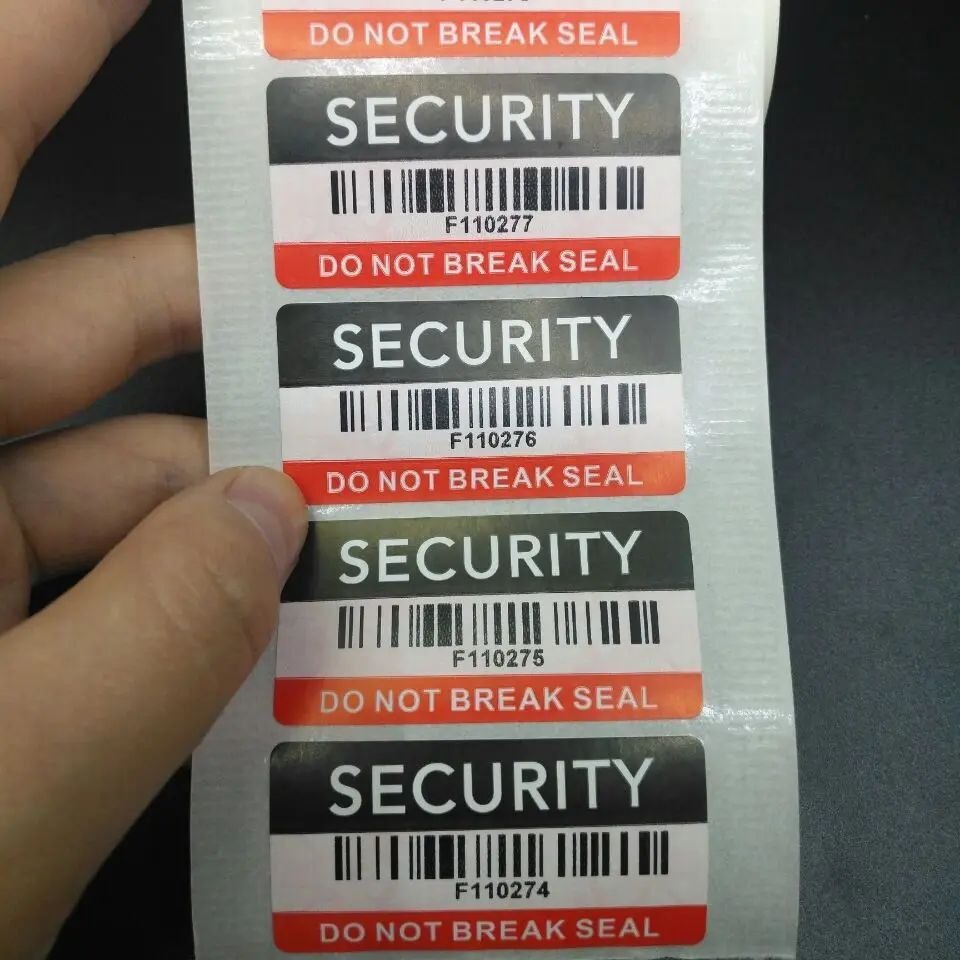 DO NOT BREAK SEAL
SECURITY
F110277
DO NOT BREAK SEAL
SECURITY
F110276
DO NOT BREAK SEAL
SECURITY
F110275
DO NOT BREAK SEAL
SECURITY
F110274
DO NOT BREAK SEAL